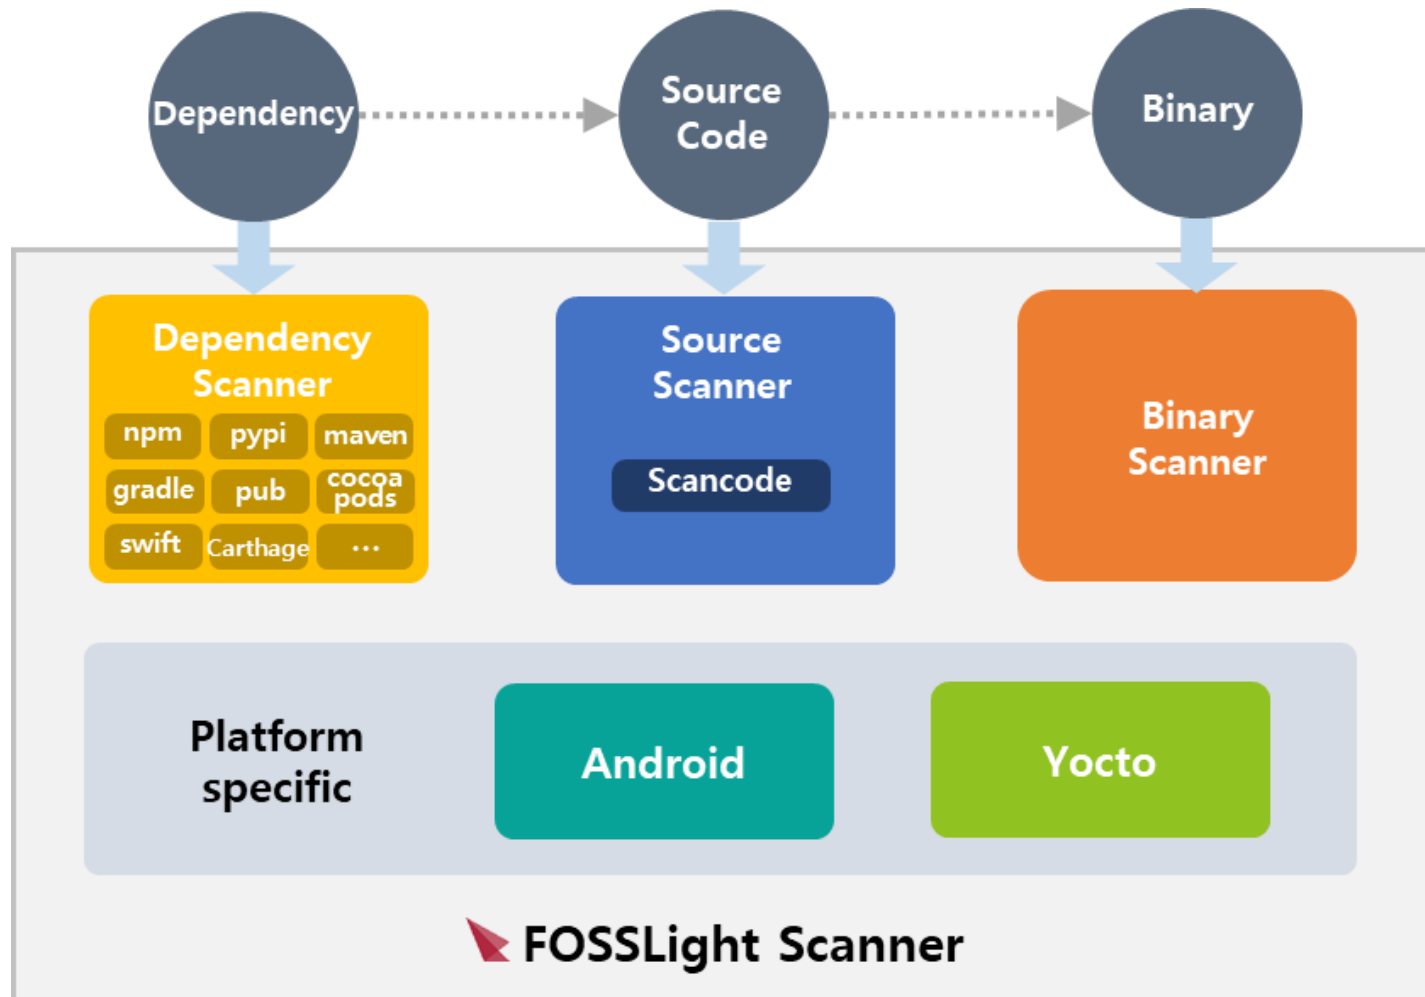 Dependency
Source
Code
Binary
Dependency
Scanner
npm
pypi
maven
gradle
pub
cocoa
pods
swift
Carthage
...
Source
Scanner
Scancode
Binary
Scanner
Platform
specific
Android
Yocto
FOSSLight Scanner